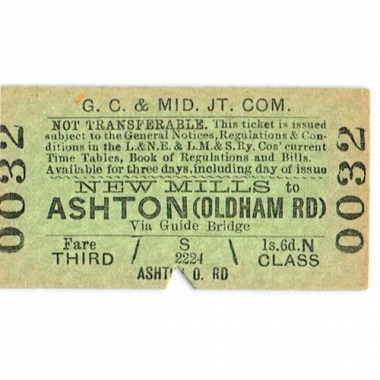 G. C. & MID. JT. COM.
NOT TRANSFERABLE. This ticket is issued
subject to the General Notices, Regulations & Con-
ditions in the L.& N.E. & L.M.& S.Ry. Cos' current
Time Tables, Book of Regulations and Bills.
Available for three days, including day of issue
NEW MILLS to
ASHTON (OLDHAM RD)
Via Guide Bridge
Fare / S \ 1s.6d.N
THIRD 2224 CLASS
ASHT O. RD
0032
0032